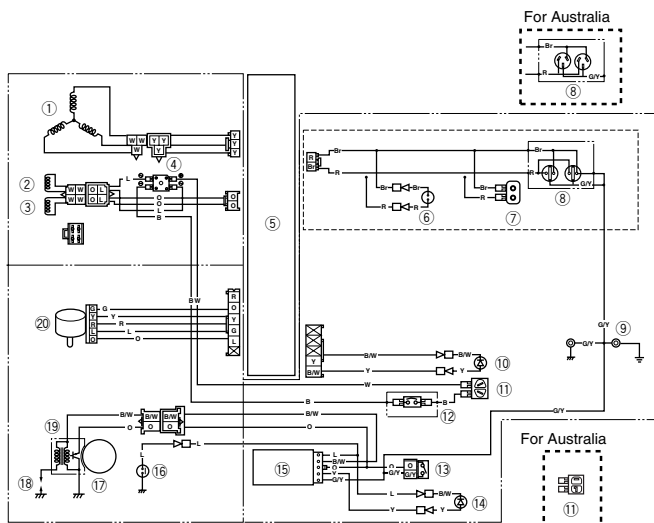 For Australia
Br
R
G/Y
⑧
①
W W Y Y
W Y
Y
Y
Y
④
②
③
W W O L
W W O L
L
O
O
L
B
O
O
⑤
R
Br
Br
R
Br
R
⑥
Br
R
⑦
Br
R
G/Y
⑧
B/W
⑳
G
Y
R
L
O
G
Y
R
L
O
R
O
Y
G
L
Y
B/W
B/W
Y
B/W
Y
⑩
W
⑪
B
B
⑫
G/Y
G/Y
⑨
G/Y
⑲
B/W
O
B/W B/W
O O
B/W
O
⑱
⑰
L
L
⑯
⑮
L
B/W
O
Y
G/Y
O
G/Y
O
G/Y
⑬
L
B/W
Y
Y
⑭
For Australia
⑪